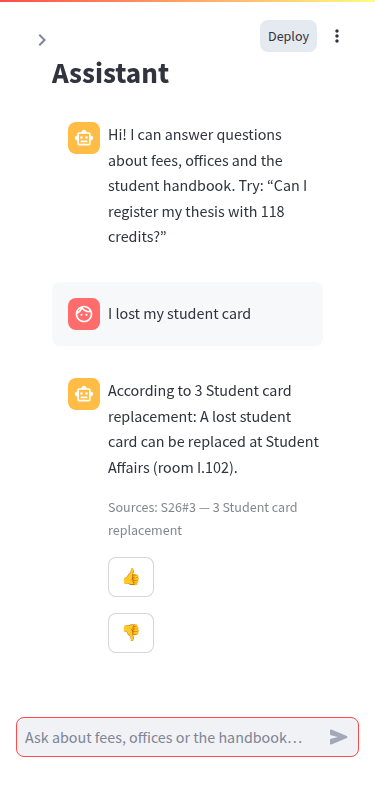 Deploy
Assistant
Hi! I can answer questions
about fees, offices and the
student handbook. Try: “Can I
register my thesis with 118
credits?”
I lost my student card
According to 3 Student card
replacement: A lost student
card can be replaced at Student
Affairs (room I.102).
Sources: S26#3 — 3 Student card
replacement
Ask about fees, offices or the handbook…